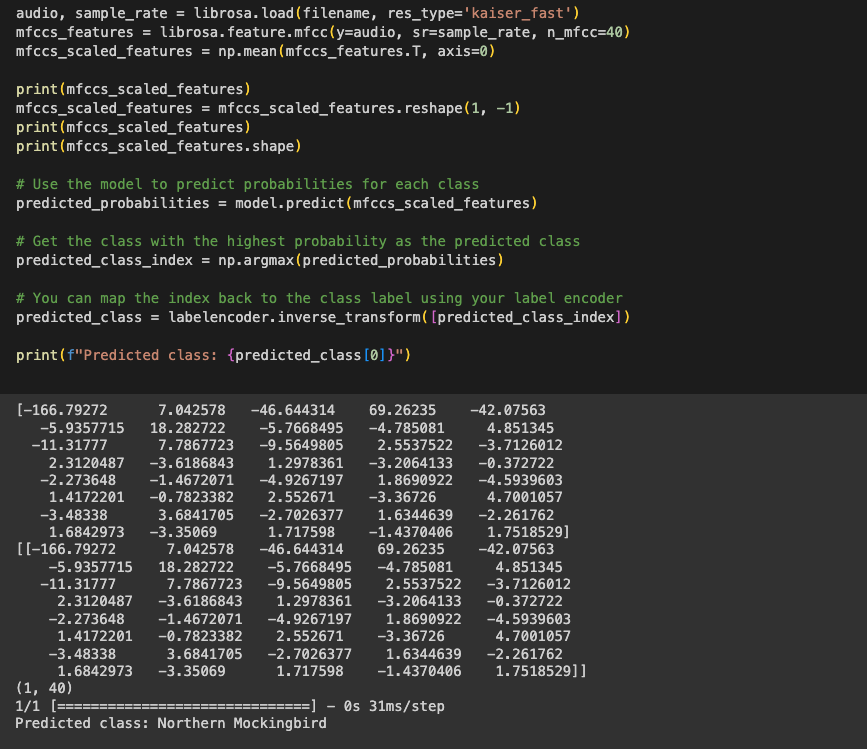 audio, sample_rate = librosa.load(filename, res_type='kaiser_fast')
mfccs_features = librosa.feature.mfcc(y=audio, sr=sample_rate, n_mfcc=40)
mfccs_scaled_features = np.mean(mfccs_features.T, axis=0)

print(mfccs_scaled_features)
mfccs_scaled_features = mfccs_scaled_features.reshape(1, -1)
print(mfccs_scaled_features)
print(mfccs_scaled_features.shape)

# Use the model to predict probabilities for each class
predicted_probabilities = model.predict(mfccs_scaled_features)

# Get the class with the highest probability as the predicted class
predicted_class_index = np.argmax(predicted_probabilities)

# You can map the index back to the class label using your label encoder
predicted_class = labelencoder.inverse_transform([predicted_class_index])

print(f"Predicted class: {predicted_class[0]}")

[-166.79272      7.042578   -46.644314    69.26235    -42.07563
   -5.9357715   18.282722    -5.7668495   -4.785081     4.851345
  -11.31777      7.7867723   -9.5649805    2.5537522   -3.7126012
    2.3120487   -3.6186843    1.2978361   -3.2064133   -0.372722
   -2.273648    -1.4672071   -4.9267197    1.8690922   -4.5939603
    1.4172201   -0.7823382    2.552671    -3.36726      4.7001057
   -3.48338      3.6841705   -2.7026377    1.6344639   -2.261762
    1.6842973   -3.35069      1.717598    -1.4370406    1.7518529]
[[-166.79272      7.042578   -46.644314    69.26235    -42.07563
    -5.9357715   18.282722    -5.7668495   -4.785081     4.851345
   -11.31777      7.7867723   -9.5649805    2.5537522   -3.7126012
     2.3120487   -3.6186843    1.2978361   -3.2064133   -0.372722
    -2.273648    -1.4672071   -4.9267197    1.8690922   -4.5939603
     1.4172201   -0.7823382    2.552671    -3.36726      4.7001057
    -3.48338      3.6841705   -2.7026377    1.6344639   -2.261762
     1.6842973   -3.35069      1.717598    -1.4370406    1.7518529]]
(1, 40)
1/1 [==============================] - 0s 31ms/step
Predicted class: Northern Mockingbird